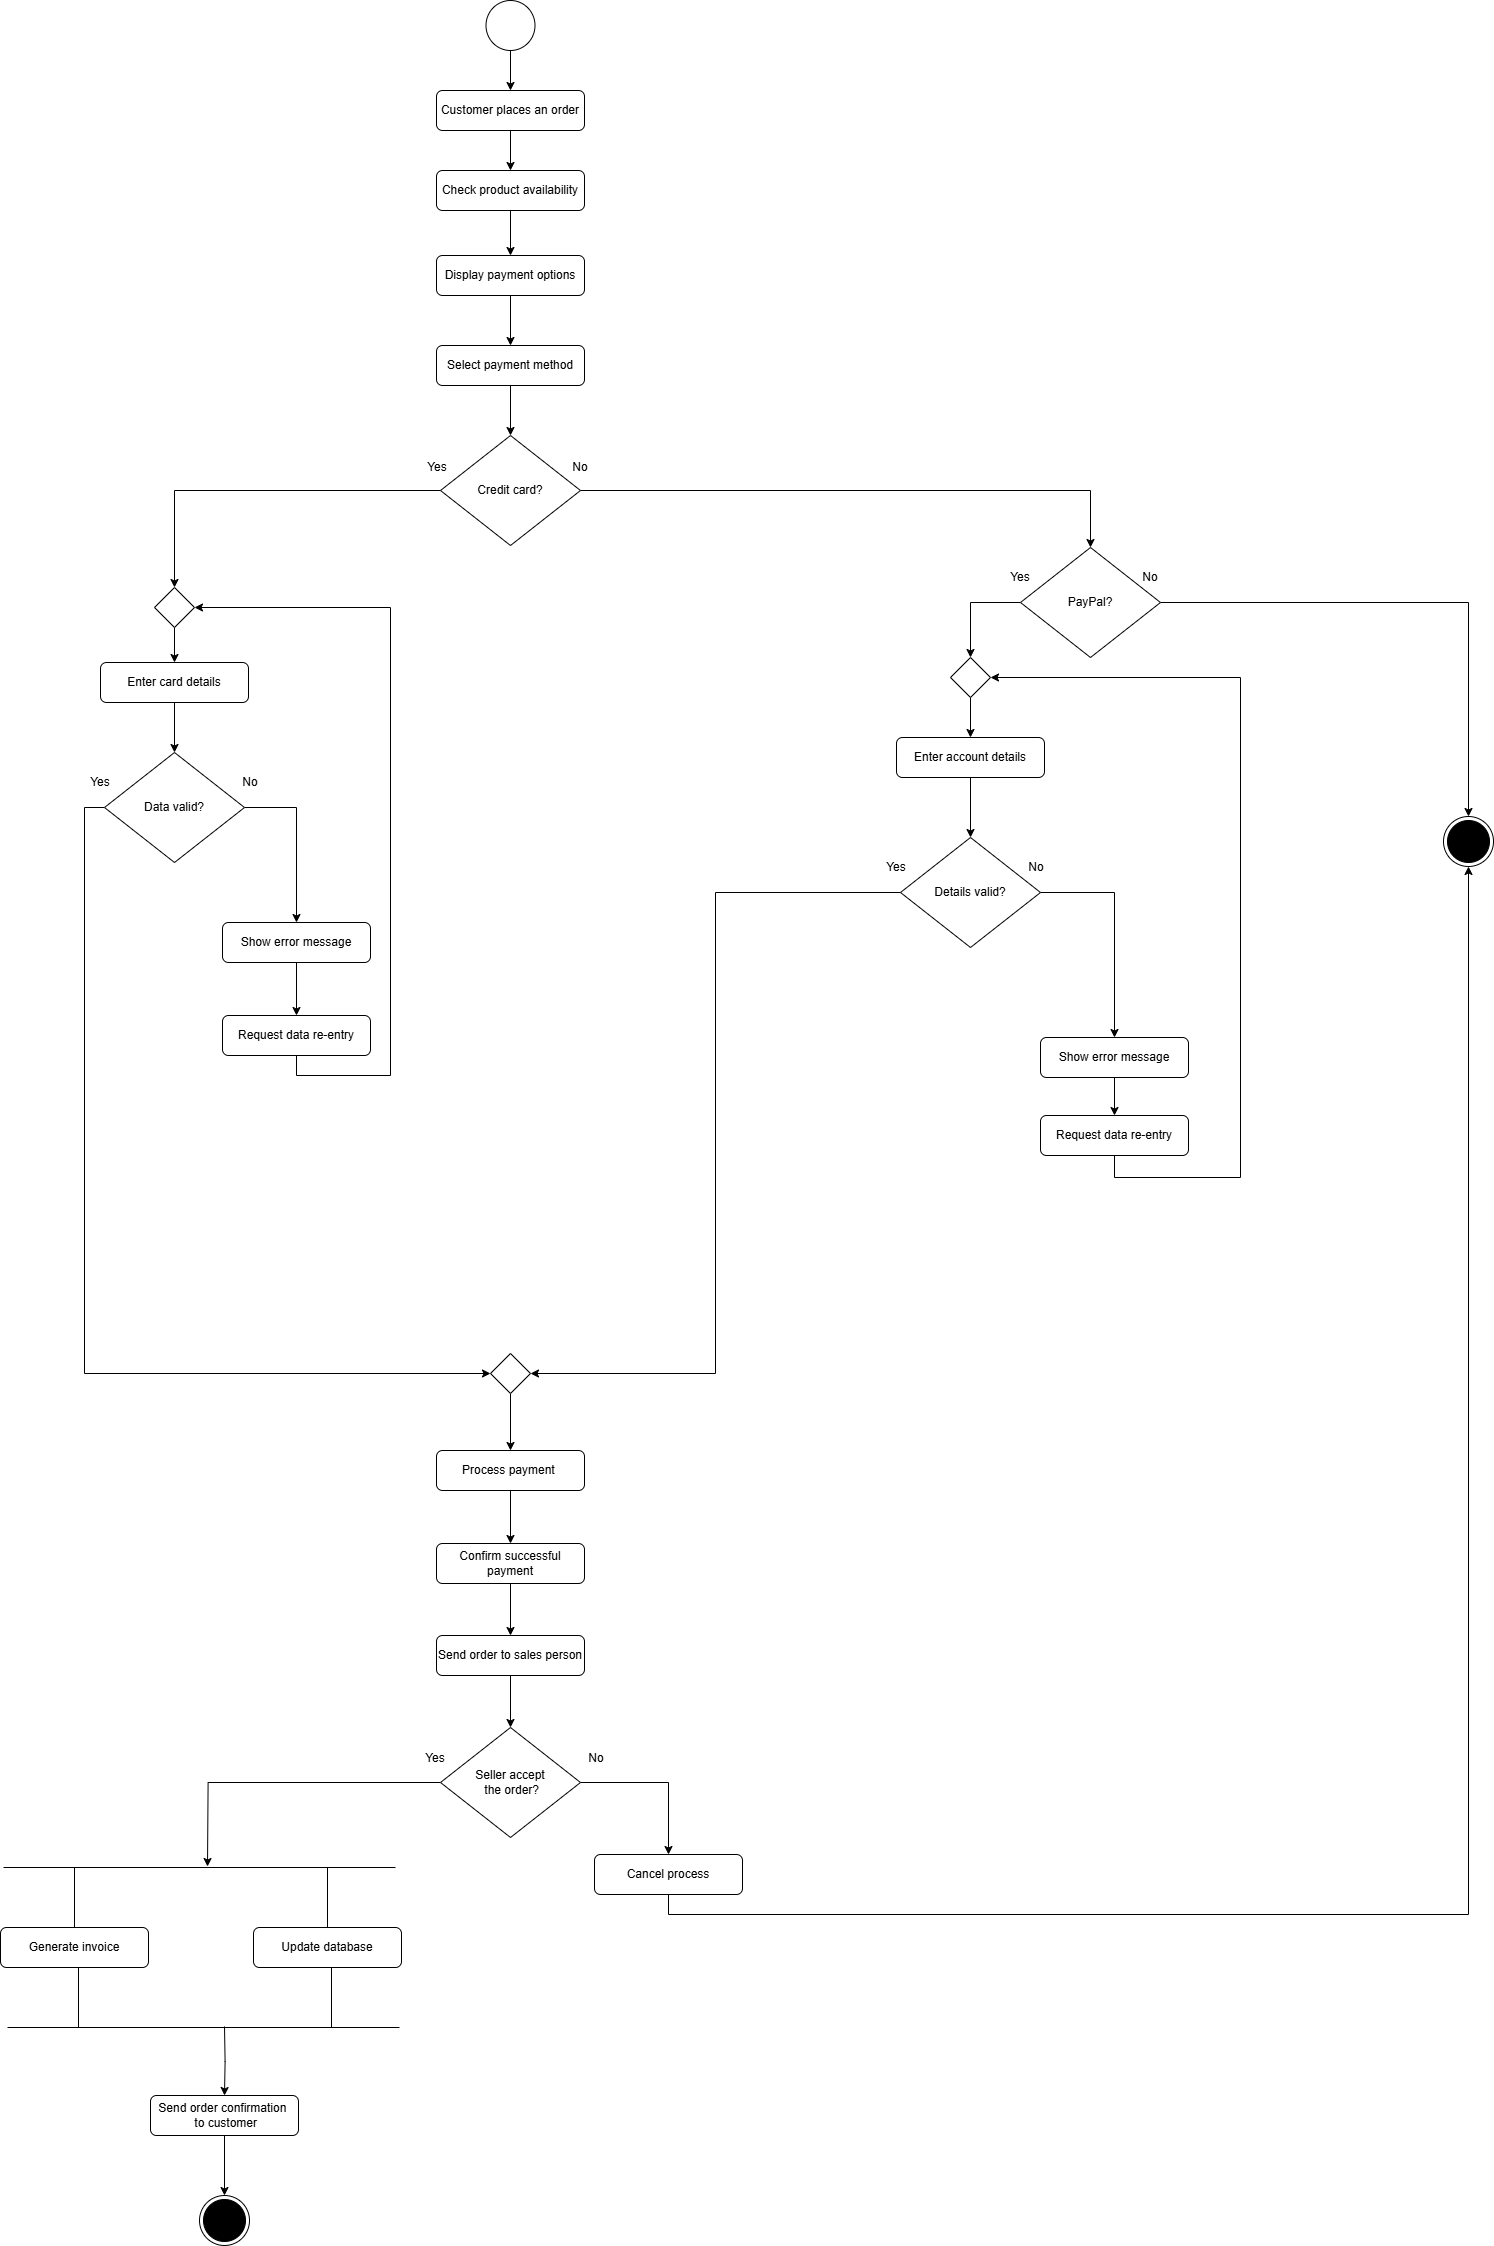 Customer places an order
Check product availability
Display payment options
Select payment method
Yes
No
Credit card?
Yes
No
PayPal?
Enter card details
Enter account details
Yes
No
Data valid?
Yes
No
Details valid?
Show error message
Request data re-entry
Show error message
Request data re-entry
Process payment
Confirm successful
payment
Send order to sales person
Yes
No
Seller accept
the order?
Cancel process
Generate invoice
Update database
Send order confirmation
to customer